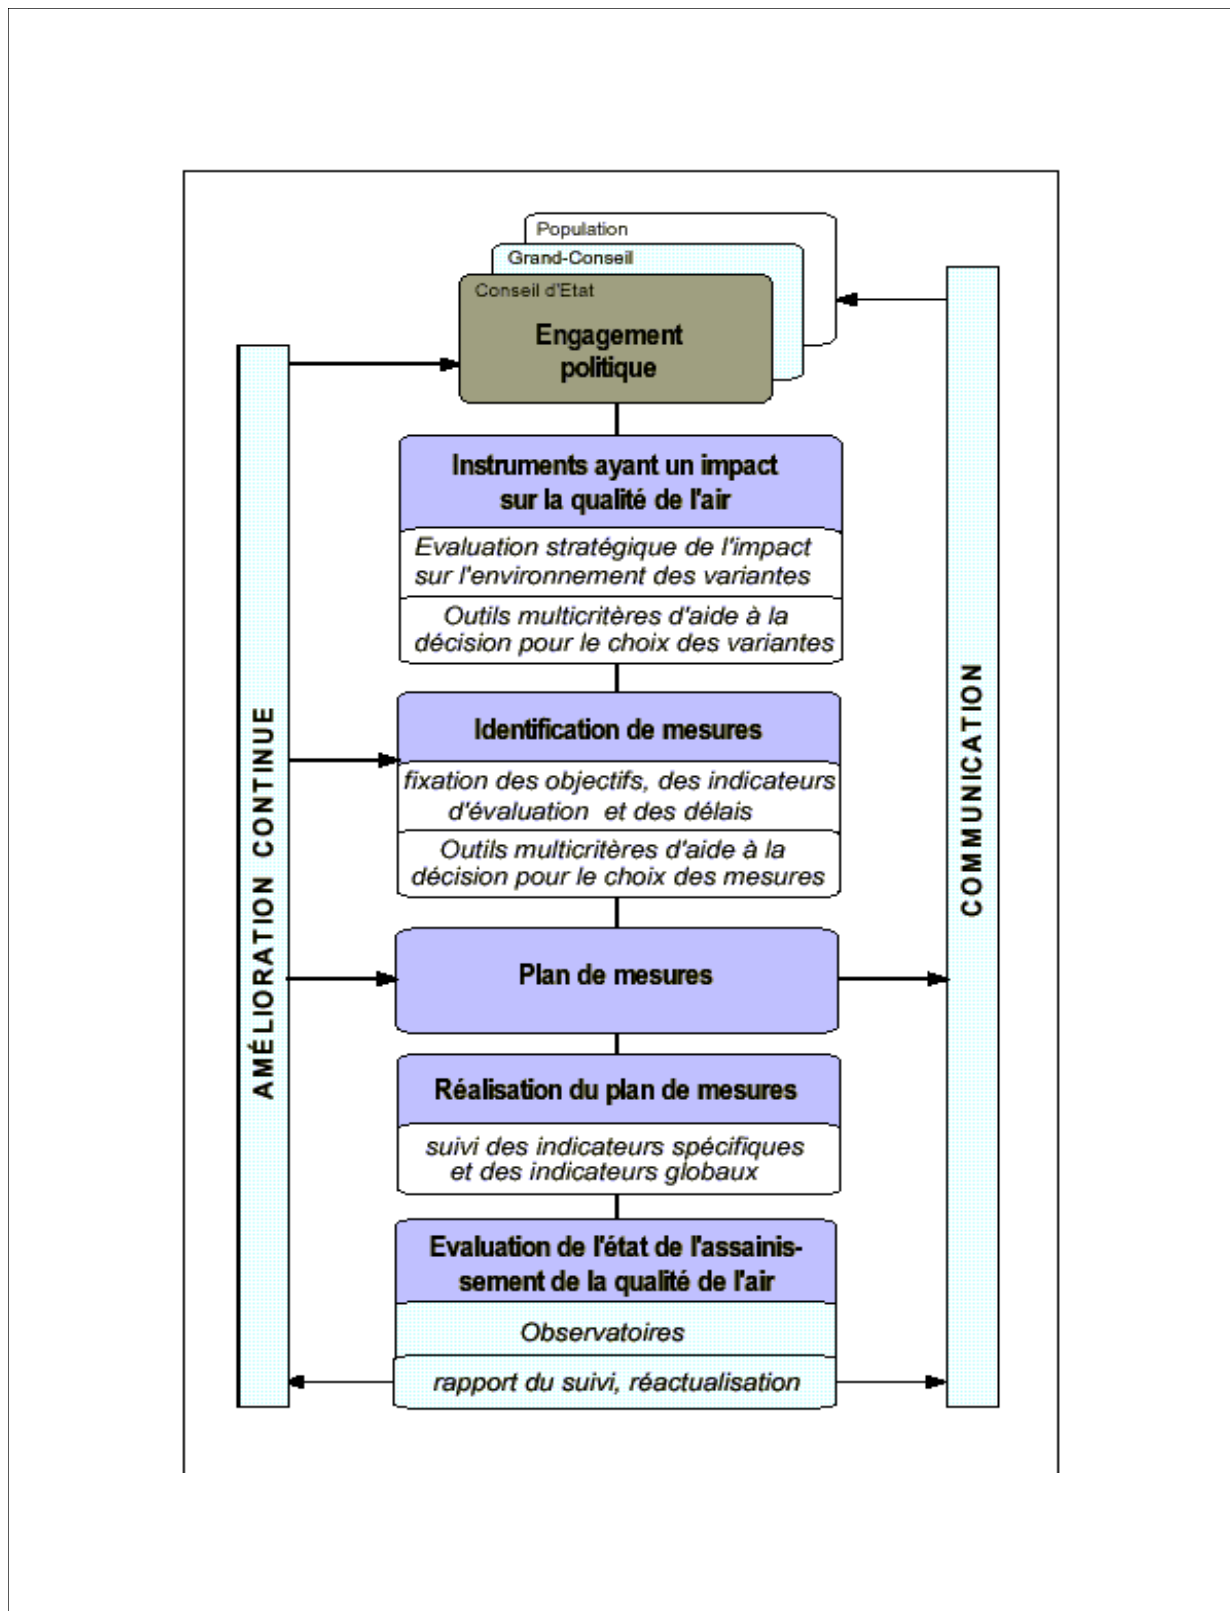 Population
Grand-Conseil
Conseil d'Etat
Engagement
politique
Instruments ayant un impact
sur la qualité de l'air
Evaluation stratégique de l'impact
sur l'environnement des variantes
Outils multicritères d'aide à la
décision pour le choix des variantes
Identification de mesures
fixation des objectifs, des indicateurs
d'évaluation et des délais
Outils multicritères d'aide à la
décision pour le choix des mesures
Plan de mesures
Réalisation du plan de mesures
suivi des indicateurs spécifiques
et des indicateurs globaux
Evaluation de l'état de l'assainis-
sement de la qualité de l'air
Observatoires
rapport du suivi, réactualisation
AMÉLIORATION CONTINUE
COMMUNICATION